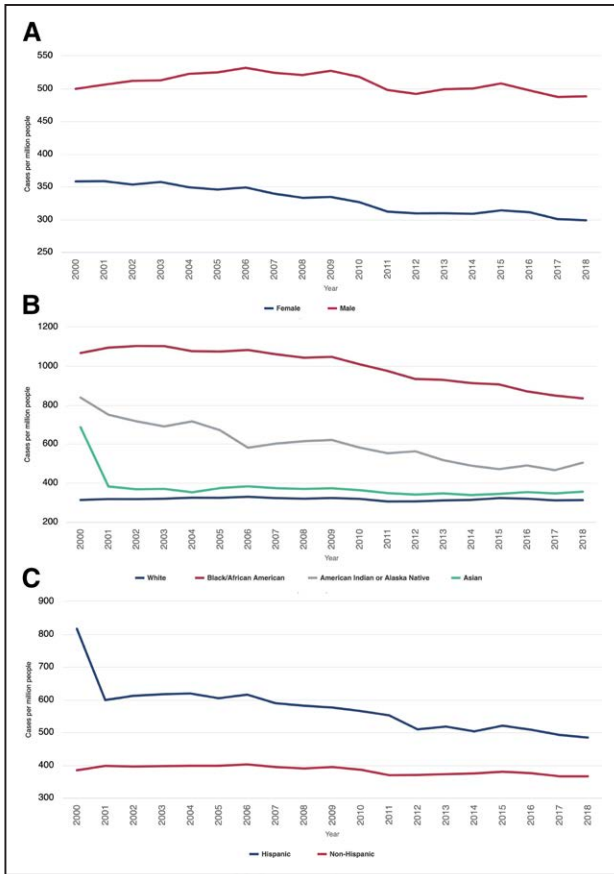 A
550
500
450
400
350
300
250
Cases per million people
2000 2001 2002 2003 2004 2005 2006 2007 2008 2009 2010 2011 2012 2013 2014 2015 2016 2017 2018
Year
Female Male
B
1200
1000
800
600
400
200
Cases per million people
2000 2001 2002 2003 2004 2005 2006 2007 2008 2009 2010 2011 2012 2013 2014 2015 2016 2017 2018
Year
White Black/African American American Indian or Alaska Native Asian
C
900
800
700
600
500
400
300
Cases per million people
2000 2001 2002 2003 2004 2005 2006 2007 2008 2009 2010 2011 2012 2013 2014 2015 2016 2017 2018
Year
Hispanic Non-Hispanic